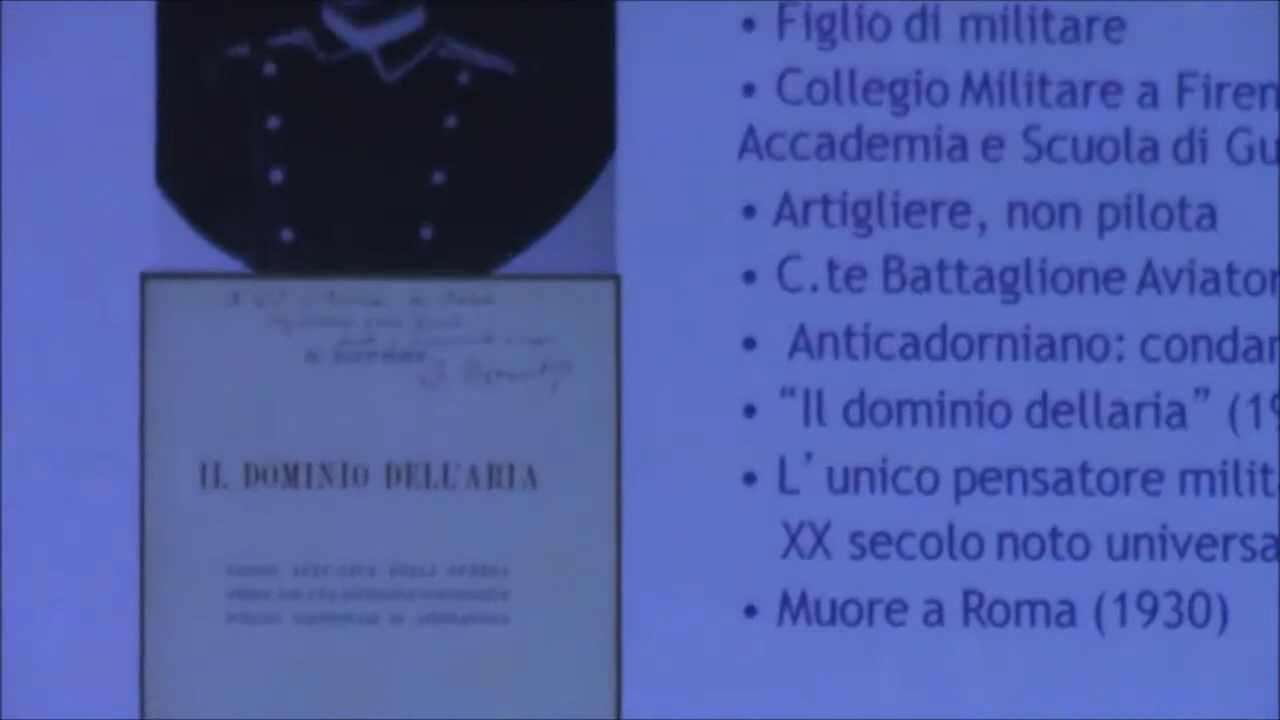 • Figlio di militare
• Collegio Militare a Firen
Accademia e Scuola di Gu
• Artigliere, non pilota
• C.te Battaglione Aviator
• Anticadorniano: condan
• “Il dominio dellaria” (19
• L’ unico pensatore milit
XX secolo noto universa
• Muore a Roma (1930)
IL DOMINIO DELL'ARIA